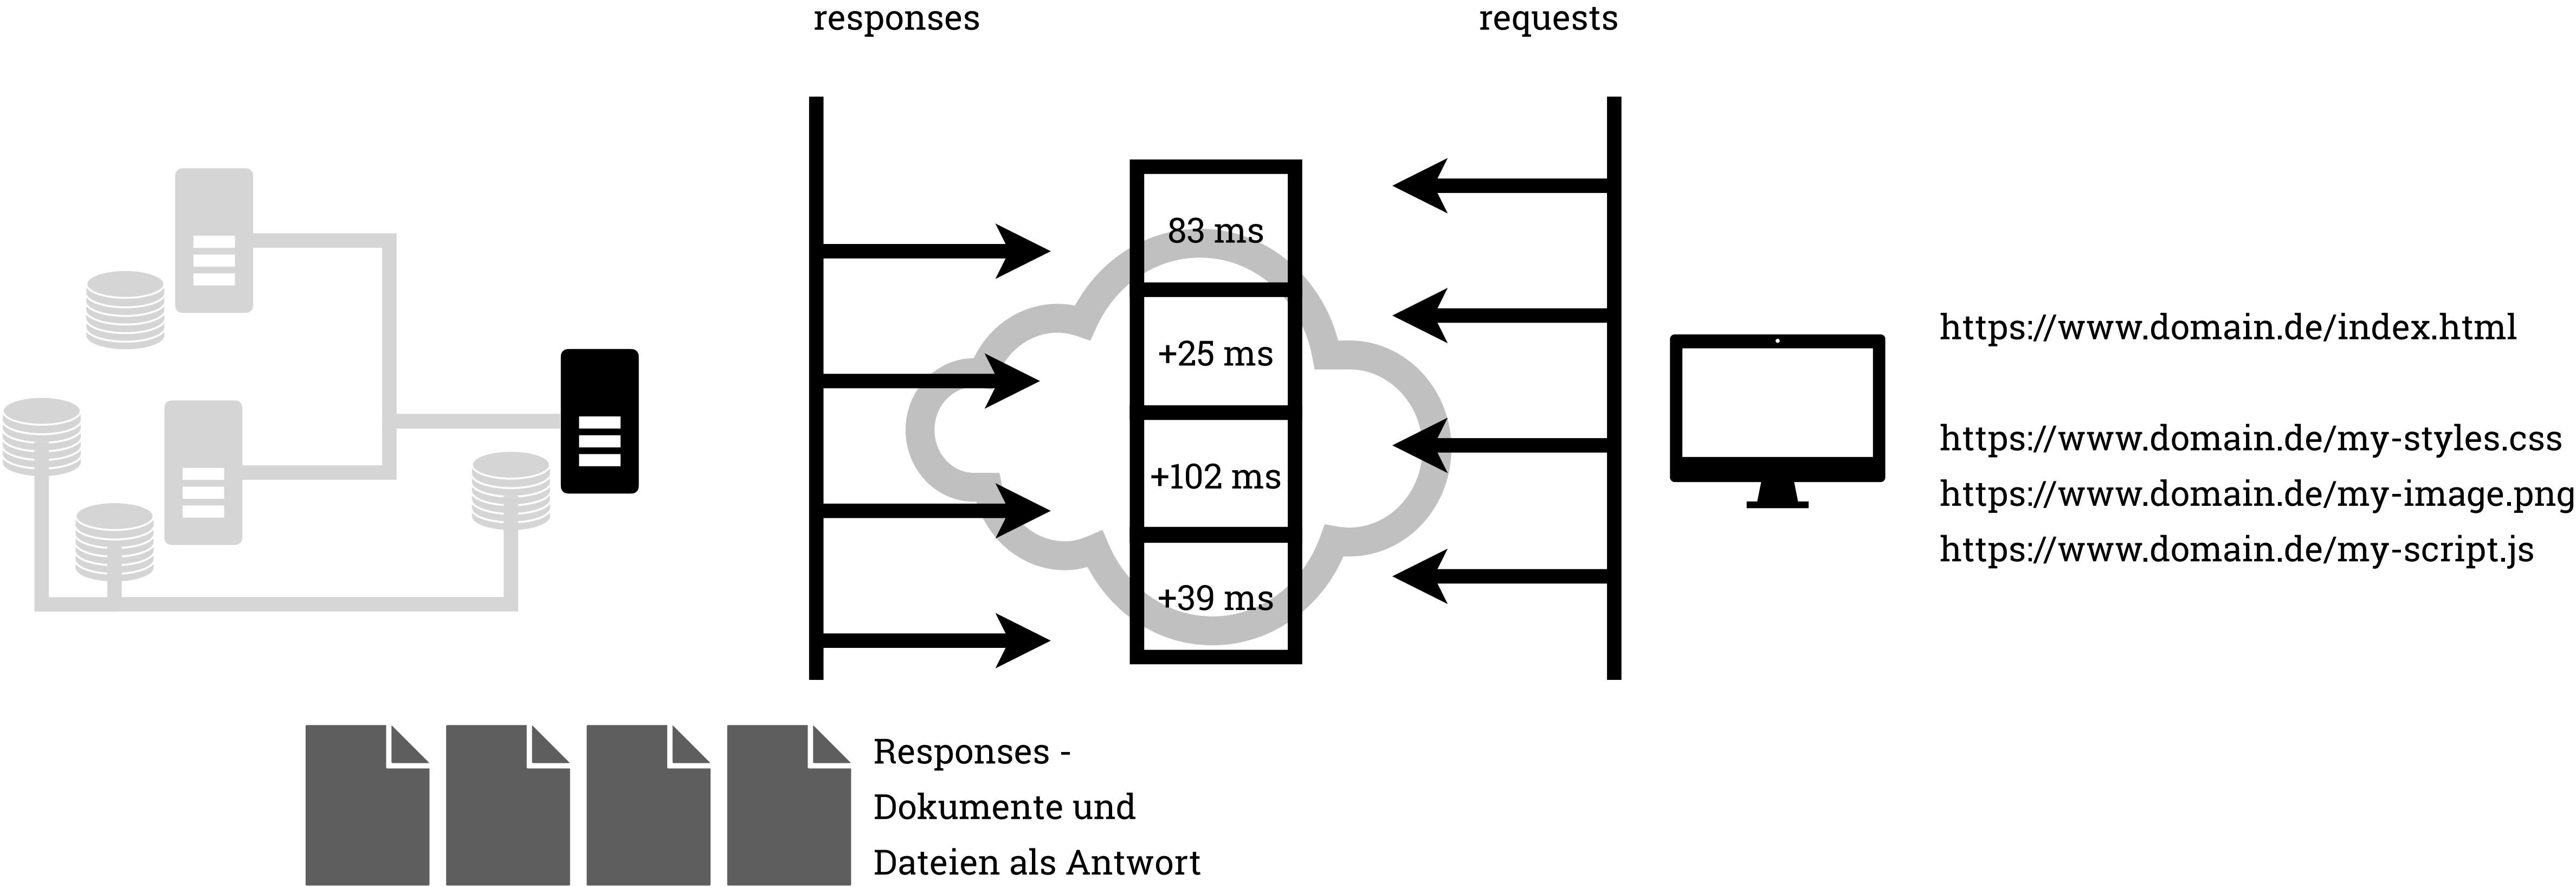 responses
requests
83 ms
+25 ms
+102 ms
+39 ms
https://www.domain.de/index.html
https://www.domain.de/my-styles.css
https://www.domain.de/my-image.png
https://www.domain.de/my-script.js
Responses -
Dokumente und
Dateien als Antwort